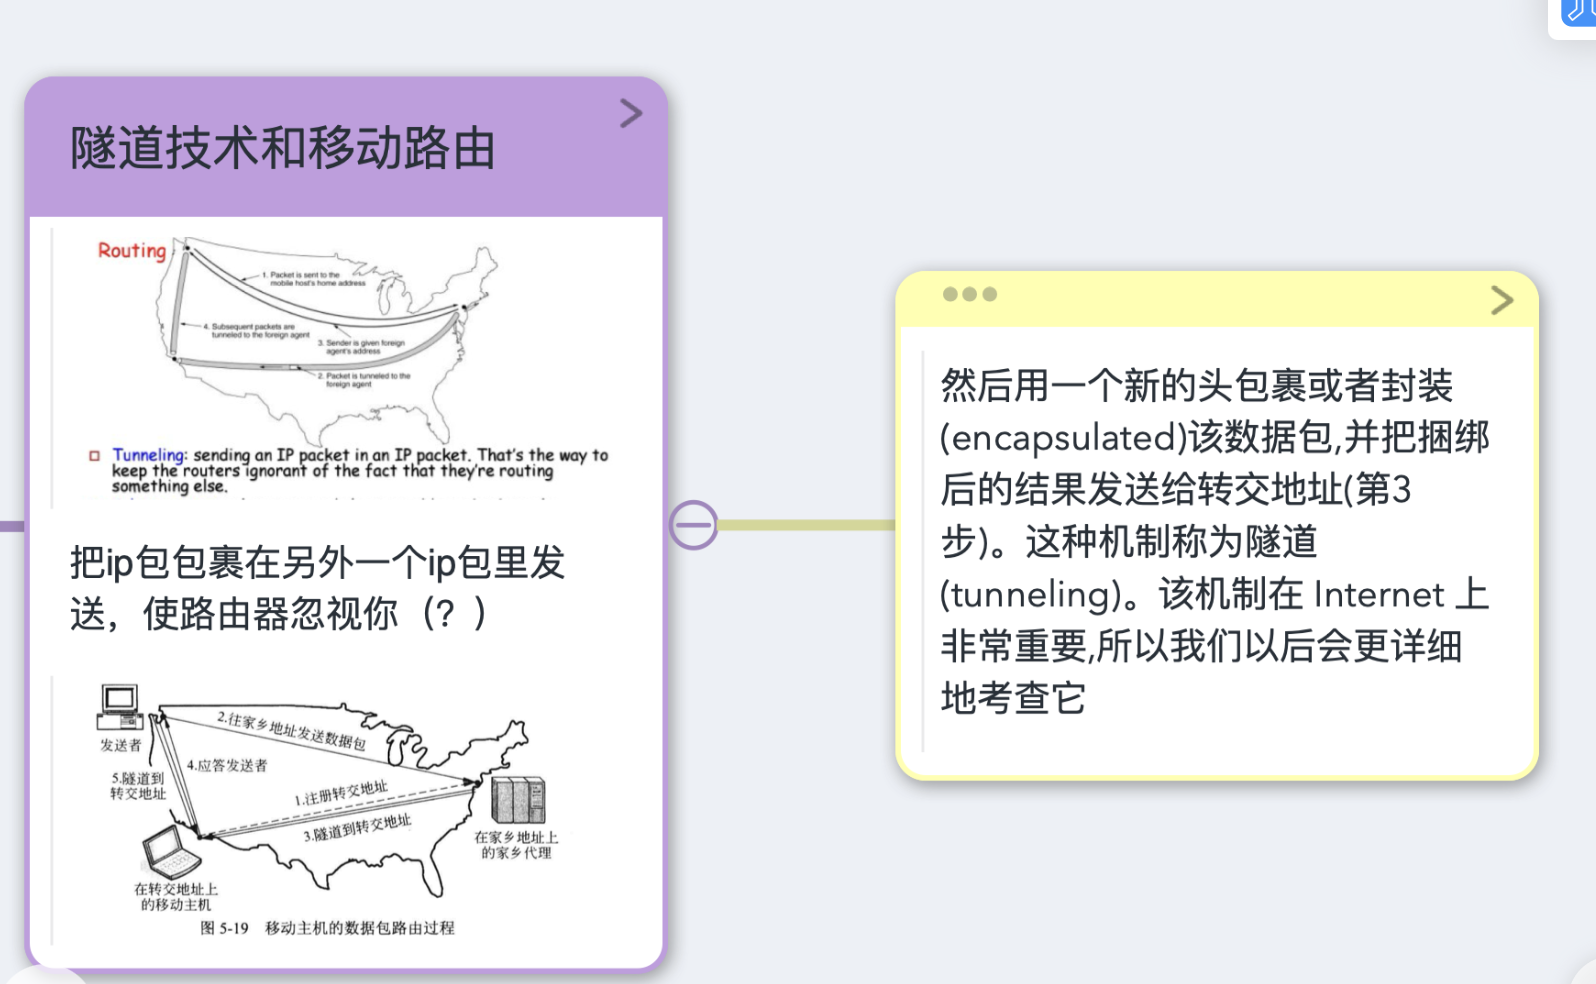 隧道技术和移动路由
Routing
1. Packet is sent to the
mobile host's home address
4. Subsequent packets are
tunneled to the foreign agent
3. Sender is given foreign
agent's address
2. Packet is tunneled to the
foreign agent
Tunneling: sending an IP packet in an IP packet. That's the way to
keep the routers ignorant of the fact that they're routing
something else.
把ip包包裹在另外一个ip包里发
送，使路由器忽视你（？）
2.往家乡地址发送数据包
发送者
4.应答发送者
5.隧道到
转交地址
1.注册转交地址
3.隧道到转交地址
在家乡地址上
的家乡代理
在转交地址上
的移动主机
图 5-19 移动主机的数据包路由过程
然后用一个新的头包裹或者封装
(encapsulated)该数据包,并把捆绑
后的结果发送给转交地址(第3
步)。这种机制称为隧道
(tunneling)。该机制在 Internet 上
非常重要,所以我们以后会更详细
地考查它